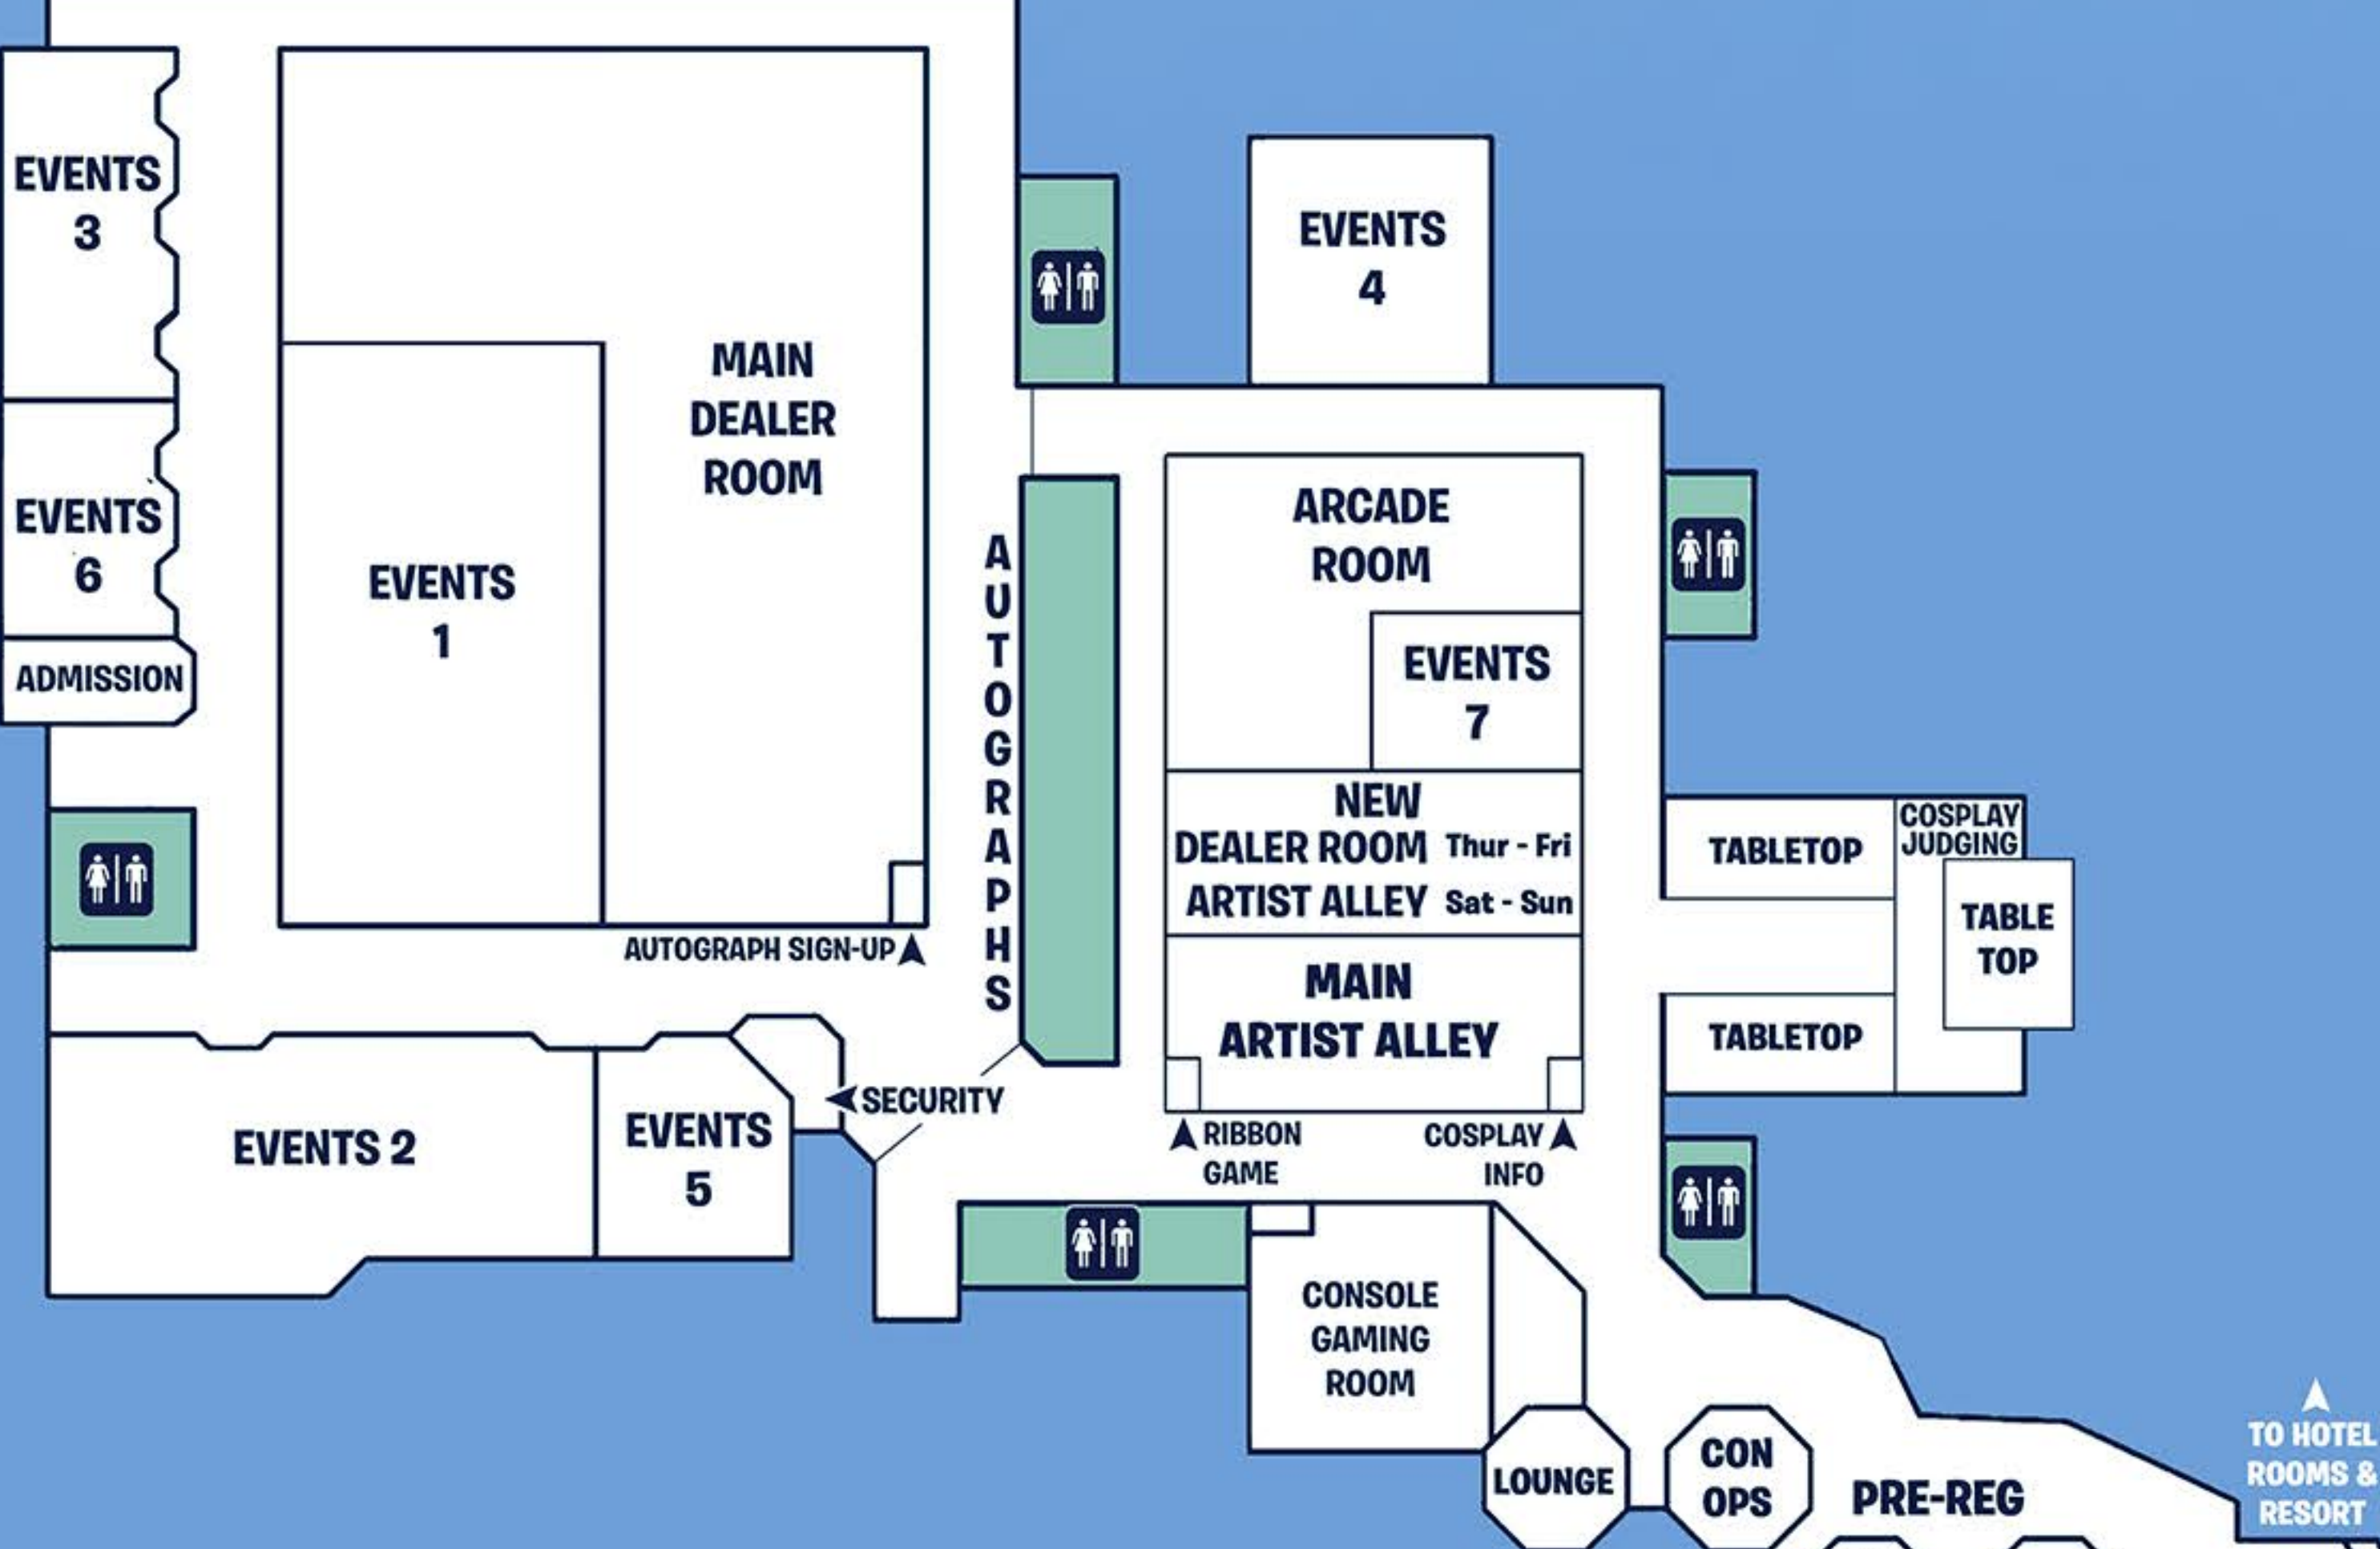 EVENTS
3
EVENTS
6
ADMISSION
MAIN
DEALER
ROOM
EVENTS
1
AUTOGRAPH SIGN-UP
AUTOGRAPHS
EVENTS
4
ARCADE
ROOM
EVENTS
7
NEW
DEALER ROOM Thur - Fri
ARTIST ALLEY Sat - Sun
MAIN
ARTIST ALLEY
RIBBON
GAME
COSPLAY
INFO
TABLETOP
COSPLAY
JUDGING
TABLE
TOP
TABLETOP
EVENTS 2
EVENTS
5
SECURITY
CONSOLE
GAMING
ROOM
LOUNGE
CON
OPS
PRE-REG
TO HOTEL
ROOMS &
RESORT